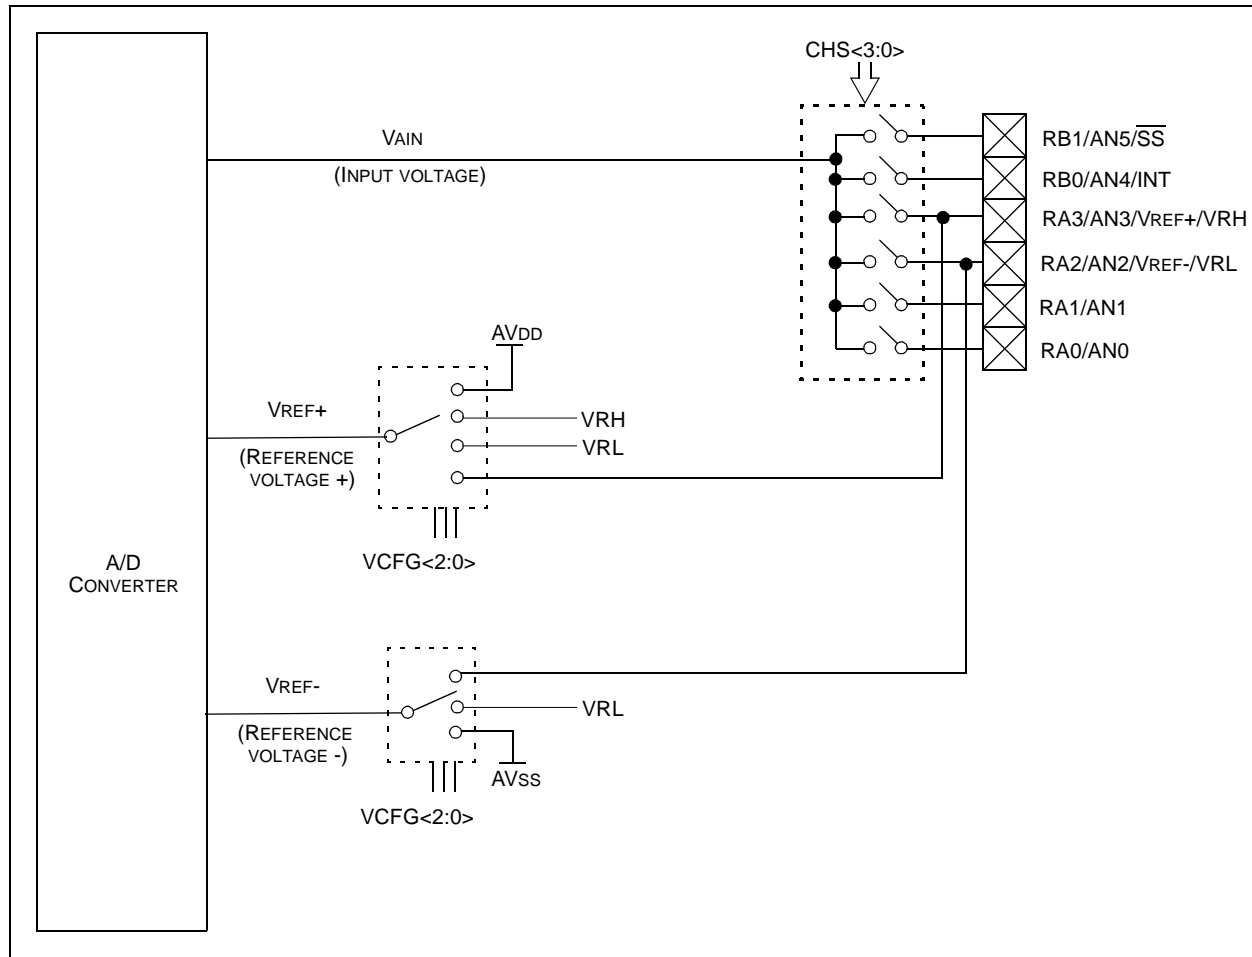 CHS<3:0>
VAIN
(INPUT VOLTAGE)
RB1/AN5/S̅S̅
RB0/AN4/INT
RA3/AN3/VREF+/VRH
RA2/AN2/VREF-/VRL
RA1/AN1
RA0/AN0
AVDD
VREF+
(REFERENCE
VOLTAGE +)
VRH
VRL
VCFG<2:0>
A/D
CONVERTER
VREF-
(REFERENCE
VOLTAGE -)
VRL
AVSS
VCFG<2:0>